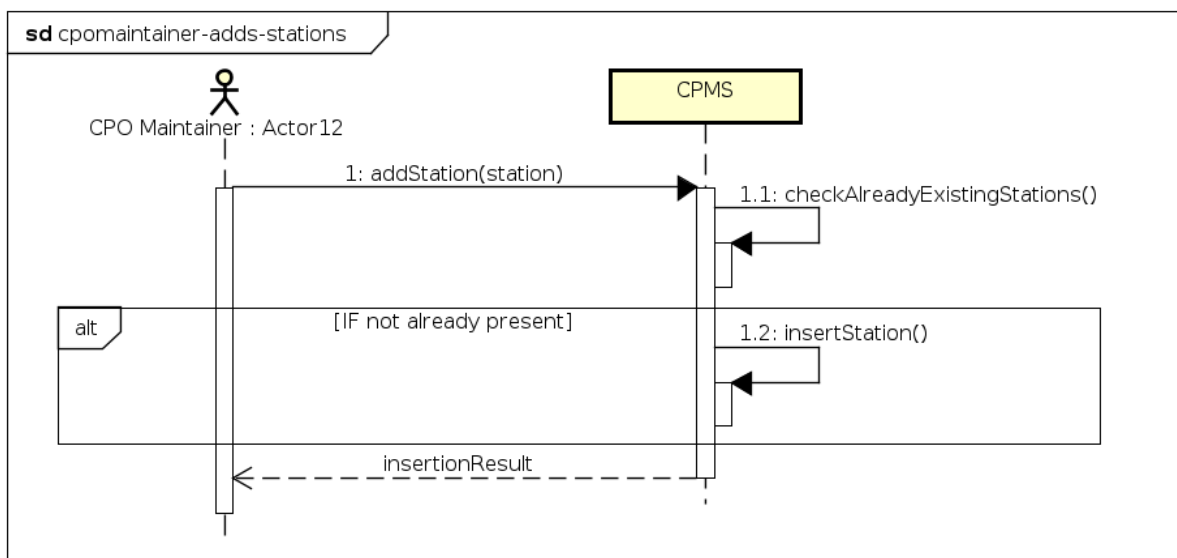 sd cpomaintainer-adds-stations
CPMS
CPO Maintainer : Actor12
1: addStation(station)
1.1: checkAlreadyExistingStations()
alt
[IF not already present]
1.2: insertStation()
insertionResult